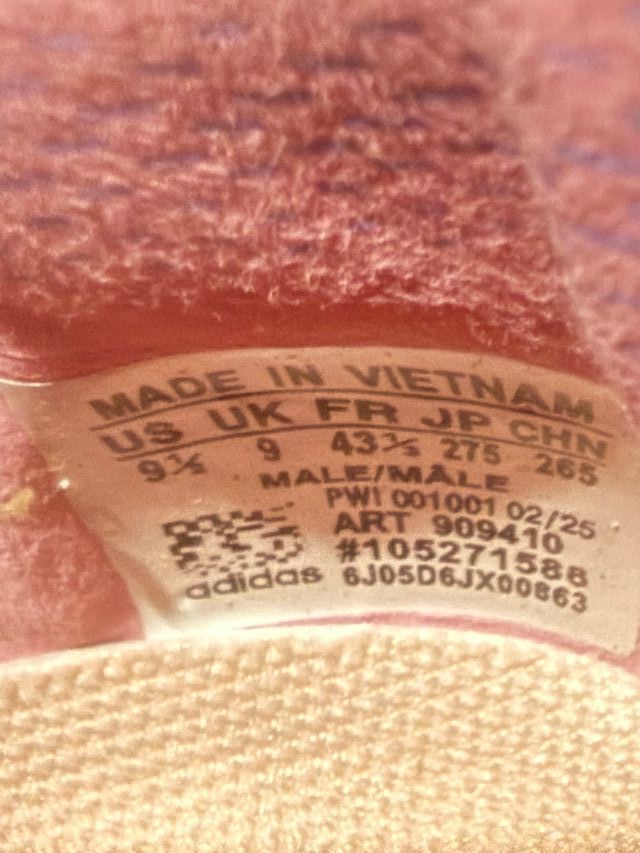 MADE IN VIETNAM
US UK FR JP CHN
9½ 9 43⅓ 275 265
MALE/MÂLE
PWI 001001 02/25
ART 909410
#105271588
adidas 6J05D6JX00863